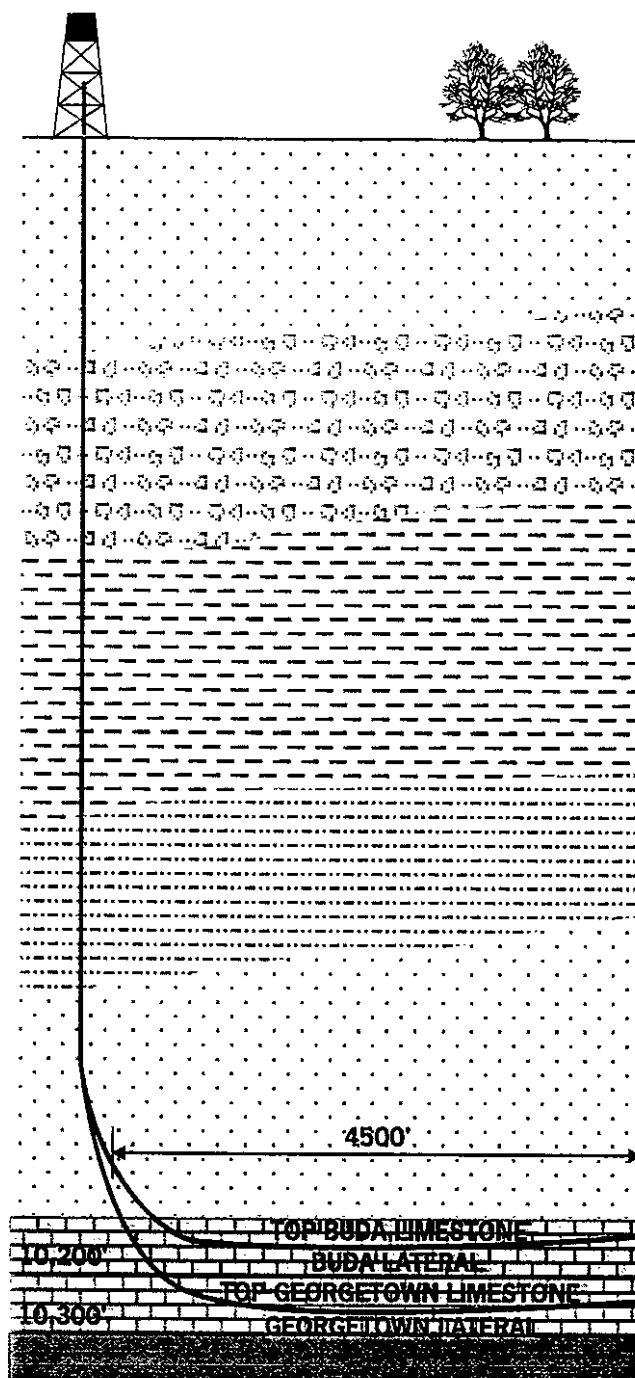 4500'
TOP BUDA LIMESTONE
10,200'
BUDA LATERAL
TOP GEORGETOWN LIMESTONE
10,300'
GEORGETOWN LATERAL